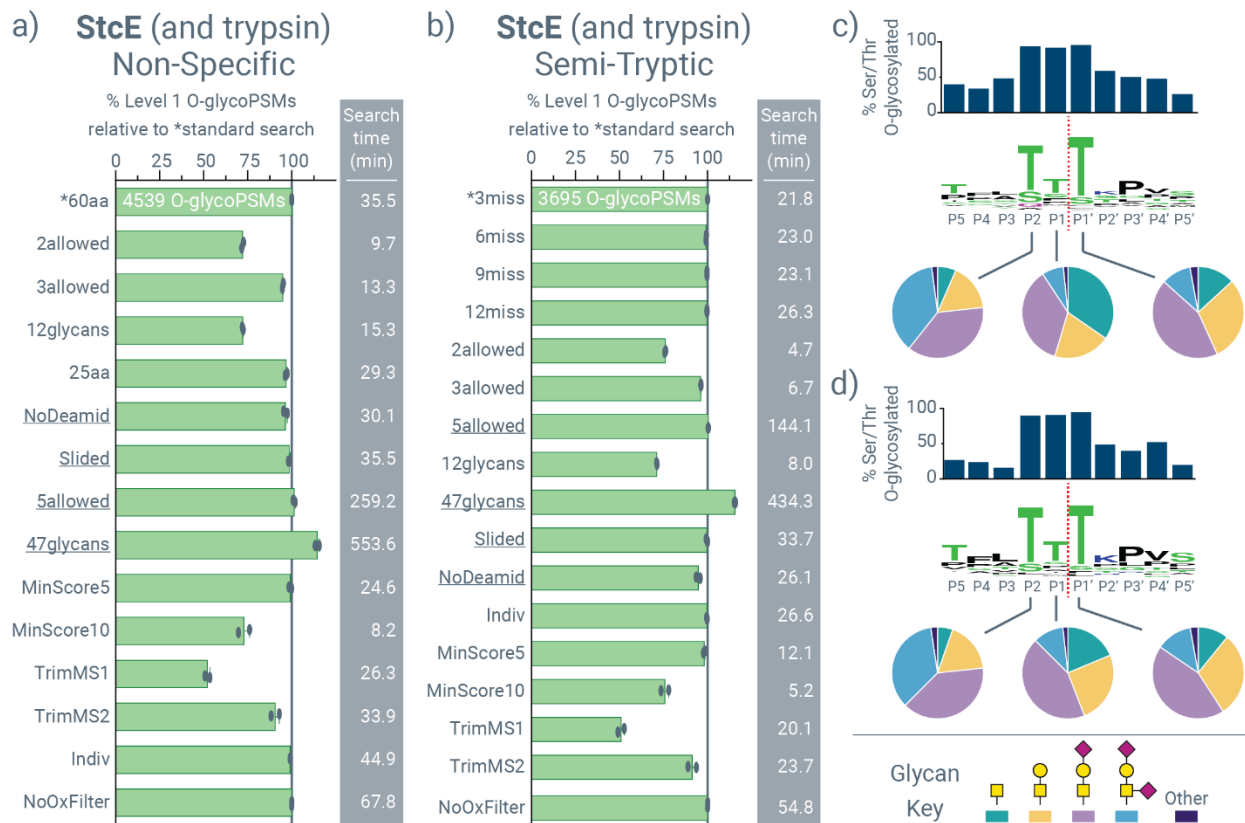 a) StcE (and trypsin)
Non-Specific
% Level 1 O-glycoPSMs
relative to *standard search
Search
time
(min)
0 25 50 75 100
*60aa 4539 O-glycoPSMs 35.5
2allowed 9.7
3allowed 13.3
12glycans 15.3
25aa 29.3
NoDeamid 30.1
Slided 35.5
5allowed 259.2
47glycans 553.6
MinScore5 24.6
MinScore10 8.2
TrimMS1 26.3
TrimMS2 33.9
Indiv 44.9
NoOxFilter 67.8
b) StcE (and trypsin)
Semi-Tryptic
% Level 1 O-glycoPSMs
relative to *standard search
Search
time
(min)
0 25 50 75 100
*3miss 3695 O-glycoPSMs 21.8
6miss 23.0
9miss 23.1
12miss 26.3
2allowed 4.7
3allowed 6.7
5allowed 144.1
12glycans 8.0
47glycans 434.3
Slided 33.7
NoDeamid 26.1
Indiv 26.6
MinScore5 12.1
MinScore10 5.2
TrimMS1 20.1
TrimMS2 23.7
NoOxFilter 54.8
c)
% Ser/Thr
O-glycosylated
100
50
0
T T T K P V S
S S
P5 P4 P3 P2 P1 P1' P2' P3' P4' P5'
d)
% Ser/Thr
O-glycosylated
100
50
0
T F L T T T K P V S
S S
P5 P4 P3 P2 P1 P1' P2' P3' P4' P5'
Glycan
Key
Other